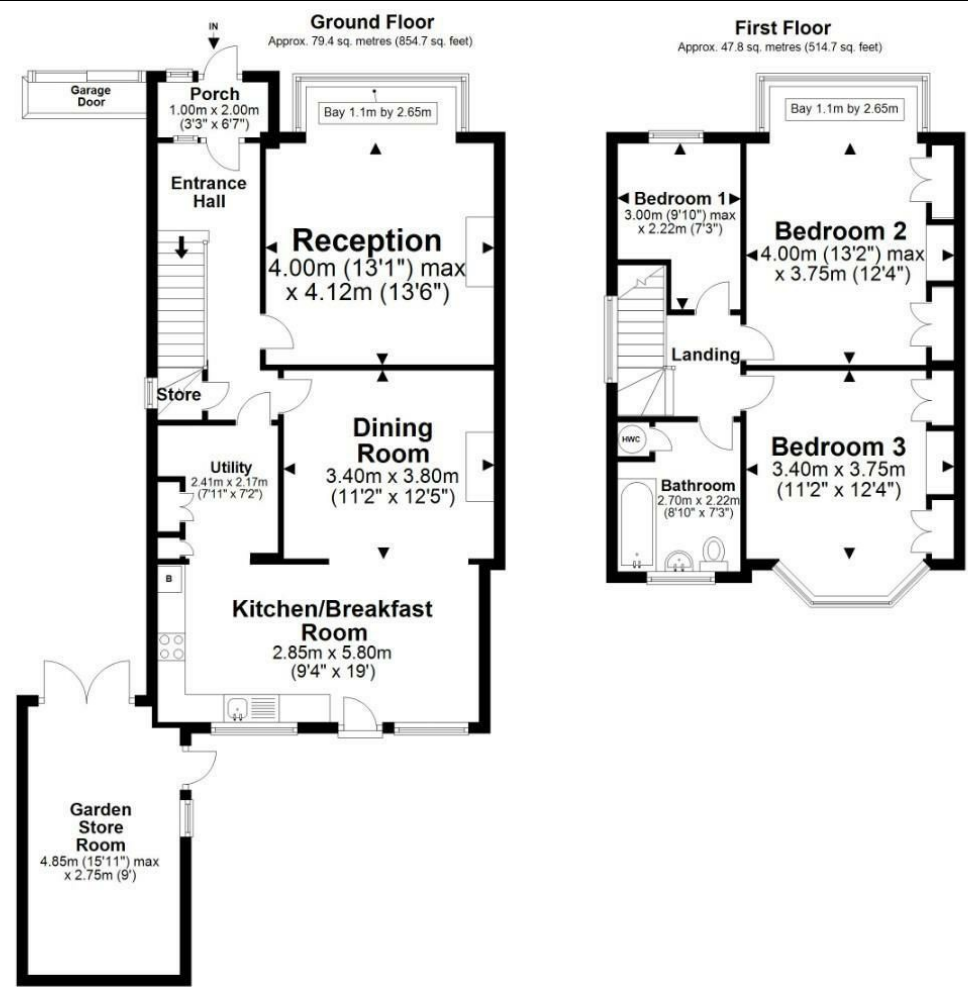 Ground Floor
Approx. 79.4 sq. metres (854.7 sq. feet)
IN
Garage
Door
Porch
1.00m x 2.00m
(3'3" x 6'7")
Bay 1.1m by 2.65m
Entrance
Hall
Reception
4.00m (13'1") max
x 4.12m (13'6")
Store
Dining
Room
3.40m x 3.80m
(11'2" x 12'5")
Utility
2.41m x 2.17m
(7'11" x 7'2")
B
Kitchen/Breakfast
Room
2.85m x 5.80m
(9'4" x 19')
Garden
Store
Room
4.85m (15'11") max
x 2.75m (9')
First Floor
Approx. 47.8 sq. metres (514.7 sq. feet)
Bay 1.1m by 2.65m
Bedroom 1
3.00m (9'10") max
x 2.22m (7'3")
Bedroom 2
4.00m (13'2") max
x 3.75m (12'4")
Landing
HWC
Bathroom
2.70m x 2.22m
(8'10" x 7'3")
Bedroom 3
3.40m x 3.75m
(11'2" x 12'4")